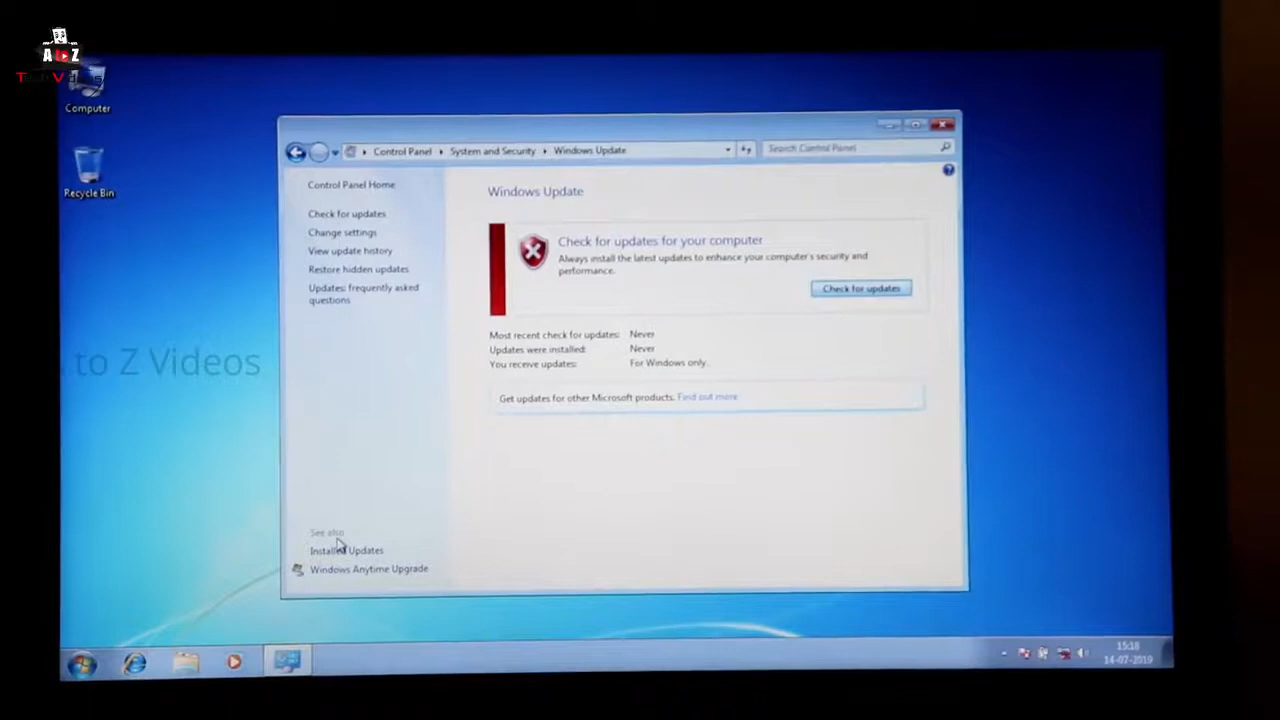 A Z
Tech Videos
Computer
Recycle Bin
to Z Videos
Control Panel
System and Security
Windows Update
Search Control Panel
Control Panel Home
Check for updates
Change settings
View update history
Restore hidden updates
Updates: frequently asked
questions
See also
Installed Updates
Windows Anytime Upgrade
Windows Update
Check for updates for your computer
Always install the latest updates to enhance your computer's security and
performance.
Check for updates
Most recent check for updates: Never
Updates were installed: Never
You receive updates: For Windows only.
Get updates for other Microsoft products. Find out more
15:18
14-07-2019